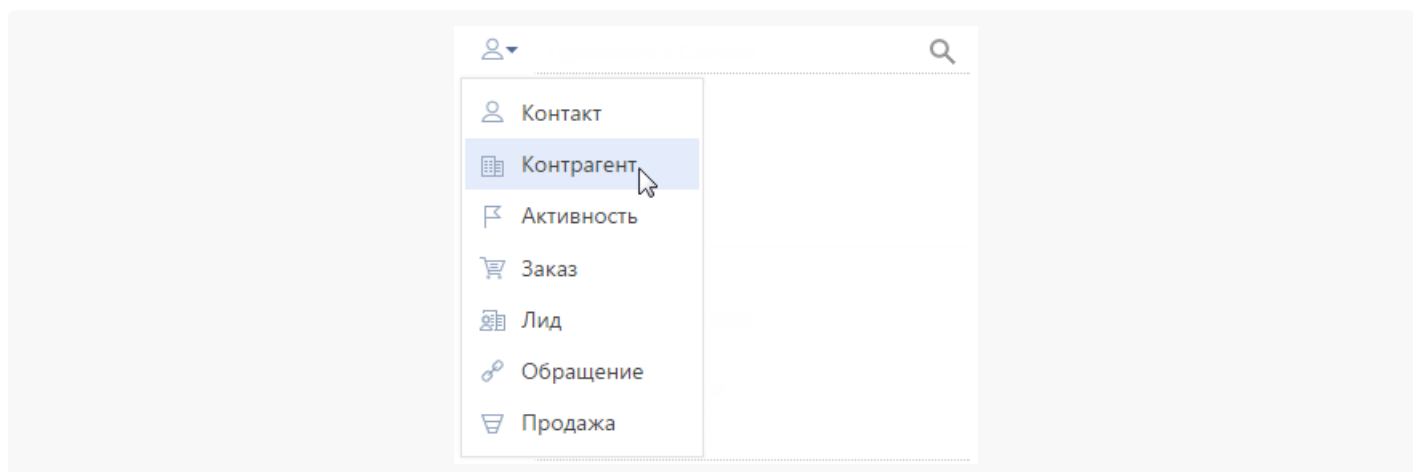 Контакт
Контрагент
Активность
Заказ
Лид
Обращение
Продажа